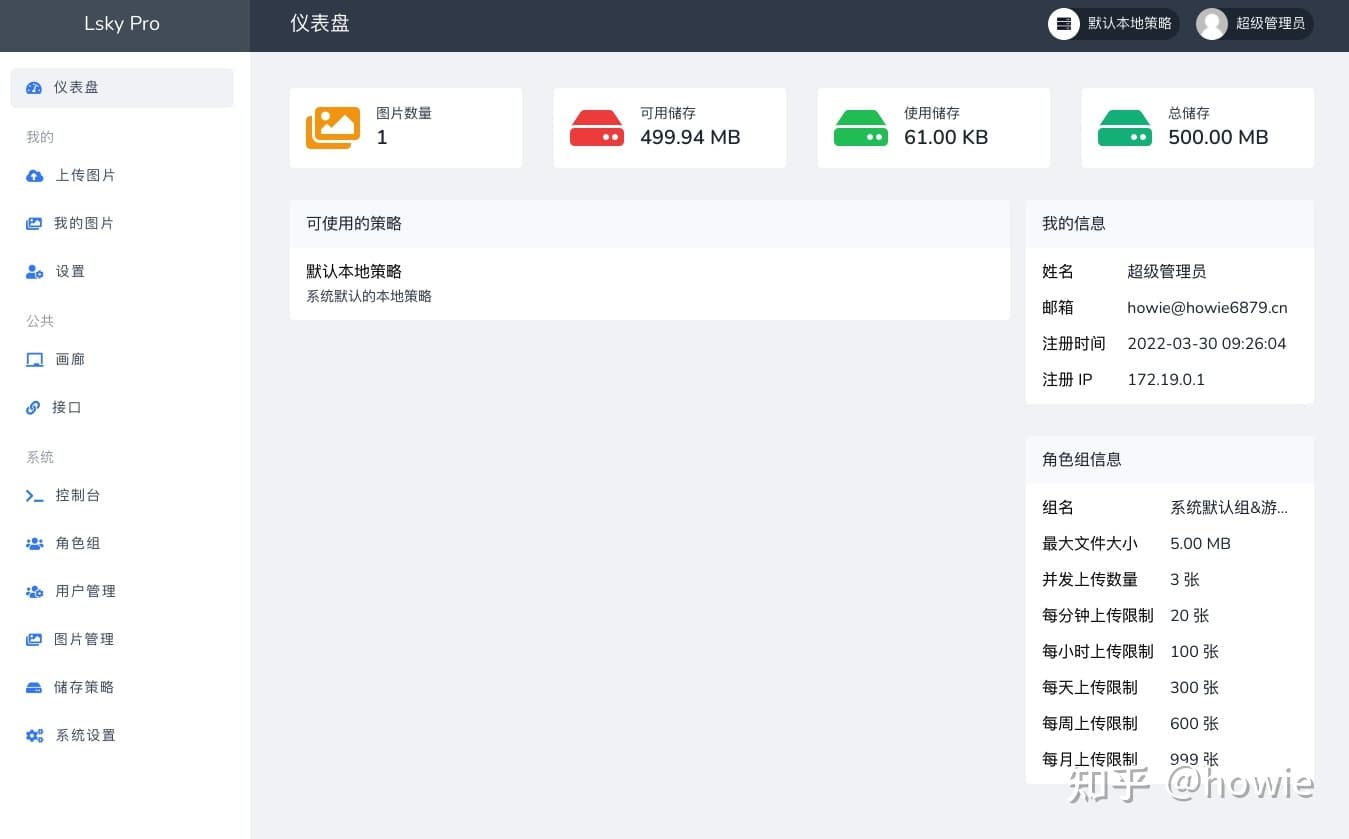 Lsky Pro
仪表盘
默认本地策略
超级管理员
仪表盘
我的
上传图片
我的图片
设置
公共
画廊
接口
系统
控制台
角色组
用户管理
图片管理
储存策略
系统设置
图片数量
1
可用储存
499.94 MB
使用储存
61.00 KB
总储存
500.00 MB
可使用的策略
默认本地策略
系统默认的本地策略
我的信息
姓名 超级管理员
邮箱 howie@howie6879.cn
注册时间 2022-03-30 09:26:04
注册 IP 172.19.0.1
角色组信息
组名 系统默认组&游...
最大文件大小 5.00 MB
并发上传数量 3 张
每分钟上传限制 20 张
每小时上传限制 100 张
每天上传限制 300 张
每周上传限制 600 张
每月上传限制 999 张
知乎 @howie